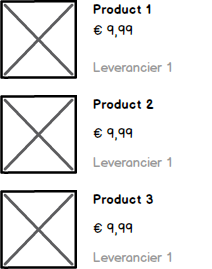 Product 1
€ 9,99
Leverancier 1
Product 2
€ 9,99
Leverancier 1
Product 3
€ 9,99
Leverancier 1